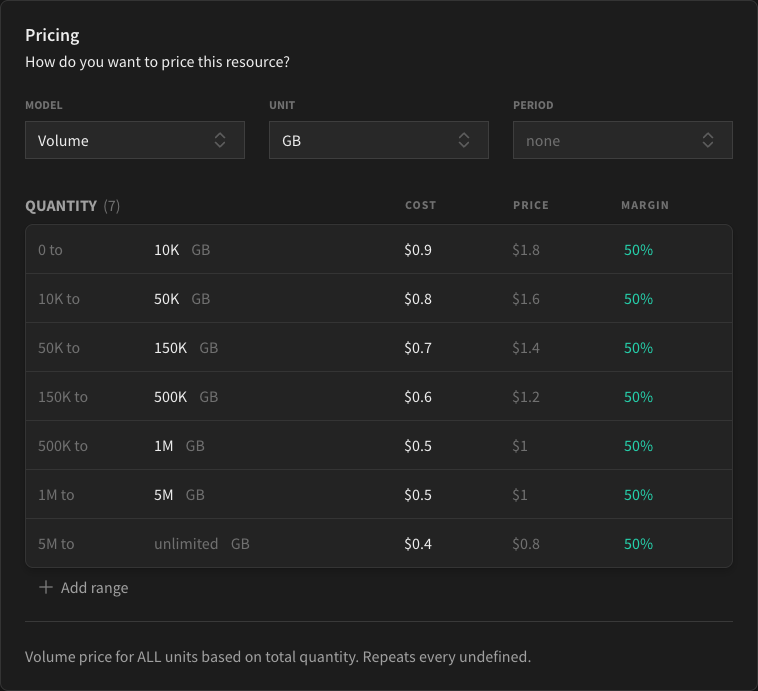 Pricing
How do you want to price this resource?
MODEL UNIT PERIOD
Volume GB none
QUANTITY (7) COST PRICE MARGIN
0 to 10K GB $0.9 $1.8 50%
10K to 50K GB $0.8 $1.6 50%
50K to 150K GB $0.7 $1.4 50%
150K to 500K GB $0.6 $1.2 50%
500K to 1M GB $0.5 $1 50%
1M to 5M GB $0.5 $1 50%
5M to unlimited GB $0.4 $0.8 50%
+ Add range
Volume price for ALL units based on total quantity. Repeats every undefined.